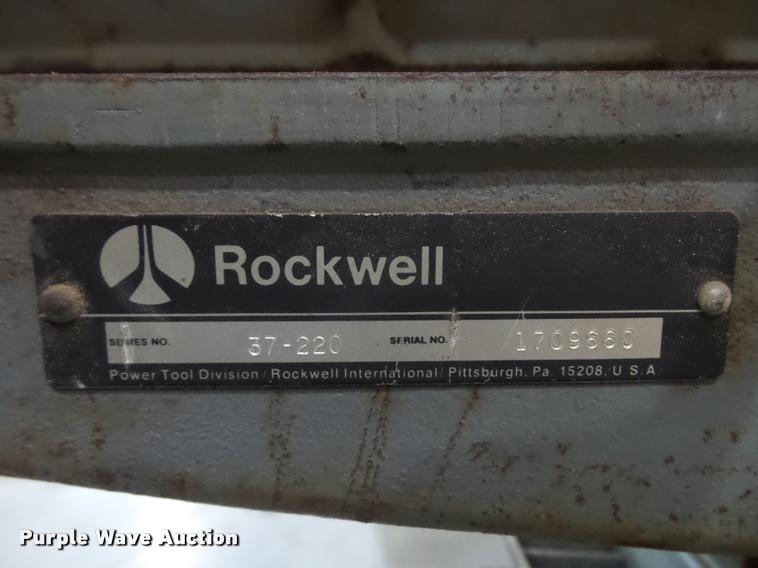 Rockwell
SERIES NO. 37-220 SERIAL NO. 1709660
Power Tool Division/Rockwell International/Pittsburgh, Pa. 15208, U.S.A
Purple Wave Auction